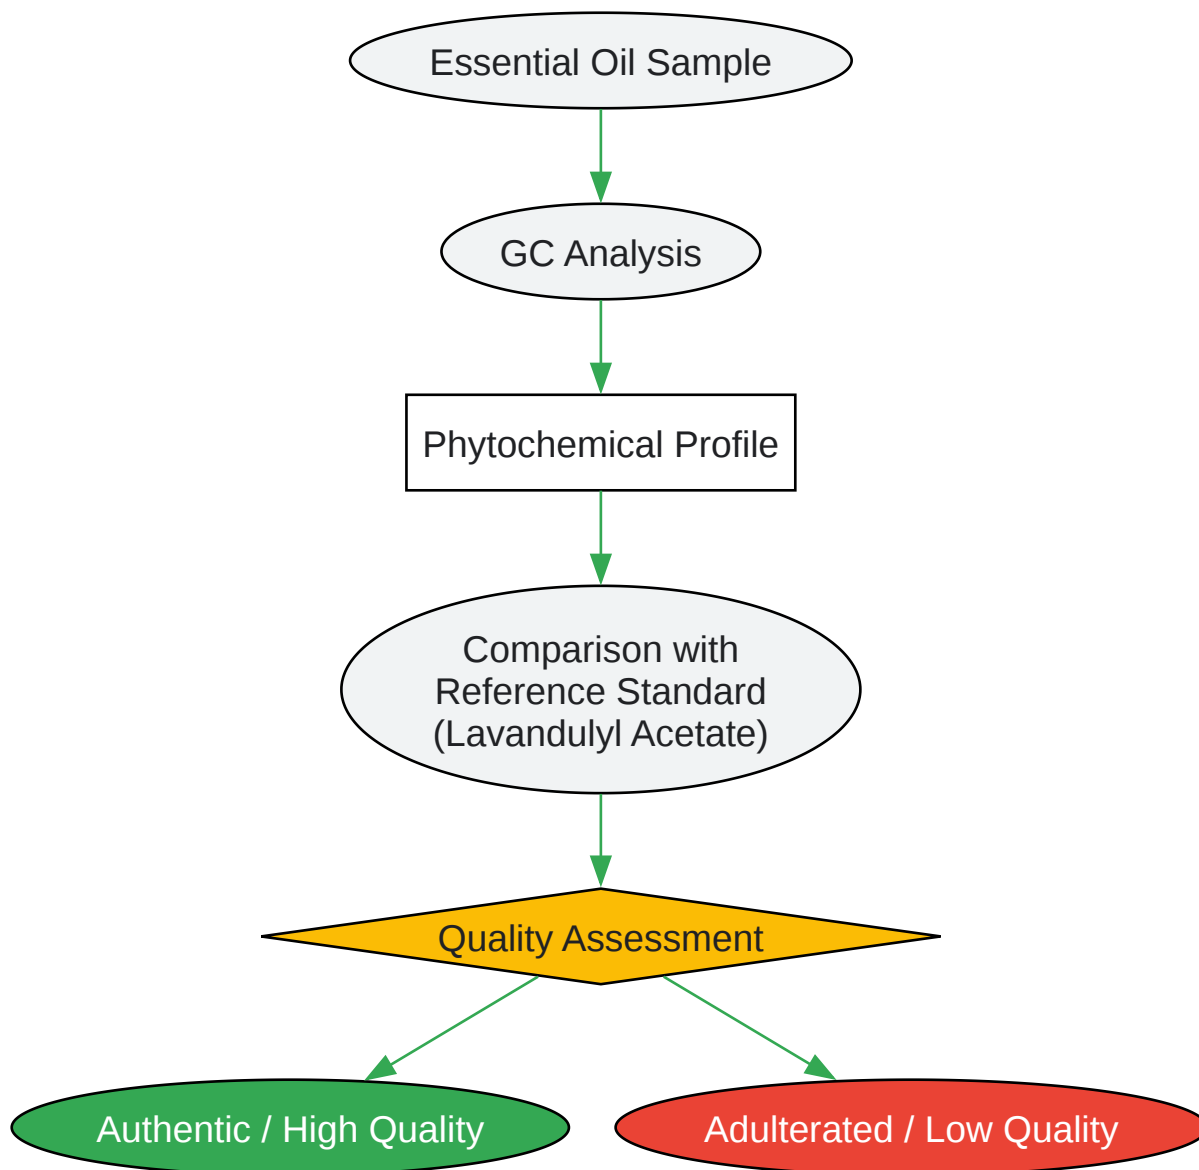 Essential Oil Sample
GC Analysis
Phytochemical Profile
Comparison with
Reference Standard
(Lavandulyl Acetate)
Quality Assessment
Authentic / High Quality
Adulterated / Low Quality